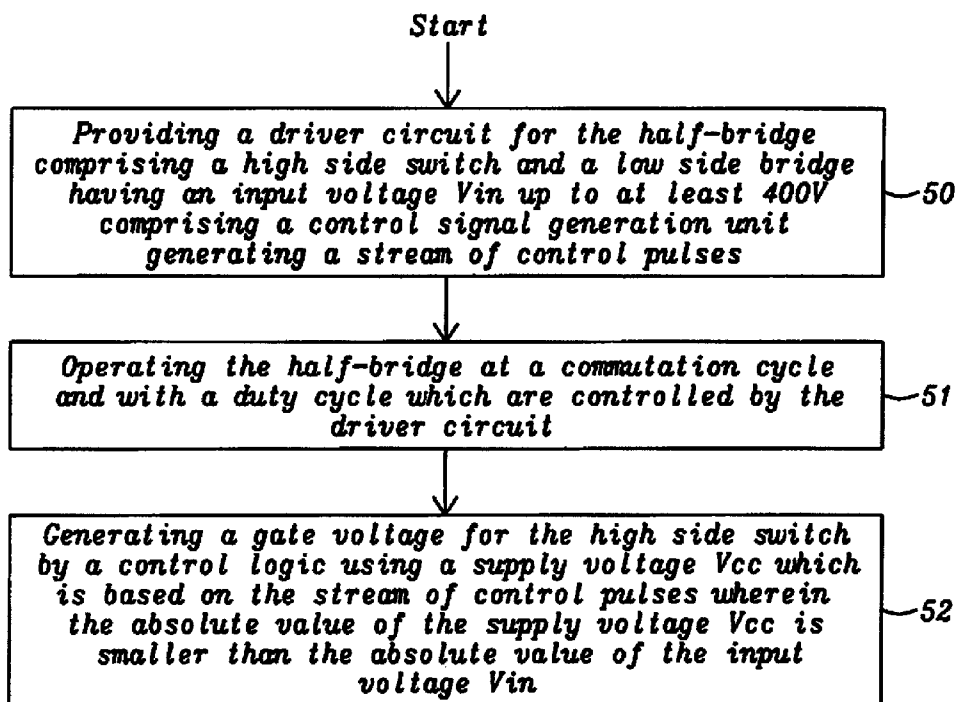 Start
Providing a driver circuit for the half-bridge
comprising a high side switch and a low side bridge
having an input voltage Vin up to at least 400V
comprising a control signal generation unit
generating a stream of control pulses
50
Operating the half-bridge at a commutation cycle
and with a duty cycle which are controlled by the
driver circuit
51
Generating a gate voltage for the high side switch
by a control logic using a supply voltage Vcc which
is based on the stream of control pulses wherein
the absolute value of the supply voltage Vcc is
smaller than the absolute value of the input
voltage Vin
52